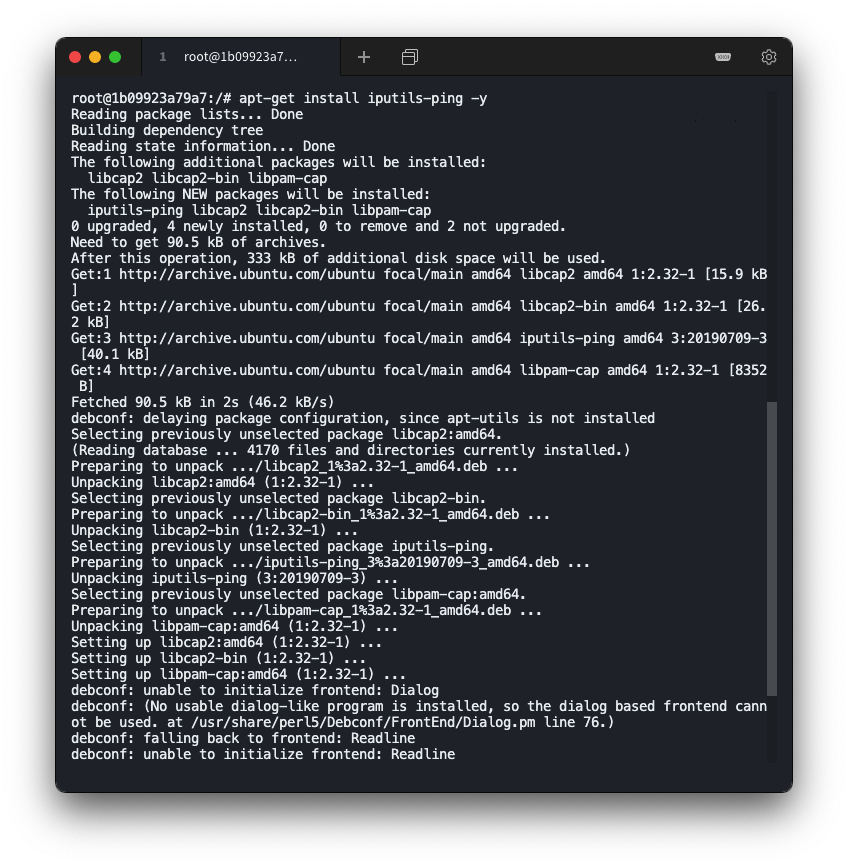 1 root@1b09923a7...
root@1b09923a79a7:/# apt-get install iputils-ping -y
Reading package lists... Done
Building dependency tree
Reading state information... Done
The following additional packages will be installed:
  libcap2 libcap2-bin libpam-cap
The following NEW packages will be installed:
  iputils-ping libcap2 libcap2-bin libpam-cap
0 upgraded, 4 newly installed, 0 to remove and 2 not upgraded.
Need to get 90.5 kB of archives.
After this operation, 333 kB of additional disk space will be used.
Get:1 http://archive.ubuntu.com/ubuntu focal/main amd64 libcap2 amd64 1:2.32-1 [15.9 kB
]
Get:2 http://archive.ubuntu.com/ubuntu focal/main amd64 libcap2-bin amd64 1:2.32-1 [26.
2 kB]
Get:3 http://archive.ubuntu.com/ubuntu focal/main amd64 iputils-ping amd64 3:20190709-3
 [40.1 kB]
Get:4 http://archive.ubuntu.com/ubuntu focal/main amd64 libpam-cap amd64 1:2.32-1 [8352
 B]
Fetched 90.5 kB in 2s (46.2 kB/s)
debconf: delaying package configuration, since apt-utils is not installed
Selecting previously unselected package libcap2:amd64.
(Reading database ... 4170 files and directories currently installed.)
Preparing to unpack .../libcap2_1%3a2.32-1_amd64.deb ...
Unpacking libcap2:amd64 (1:2.32-1) ...
Selecting previously unselected package libcap2-bin.
Preparing to unpack .../libcap2-bin_1%3a2.32-1_amd64.deb ...
Unpacking libcap2-bin (1:2.32-1) ...
Selecting previously unselected package iputils-ping.
Preparing to unpack .../iputils-ping_3%3a20190709-3_amd64.deb ...
Unpacking iputils-ping (3:20190709-3) ...
Selecting previously unselected package libpam-cap:amd64.
Preparing to unpack .../libpam-cap_1%3a2.32-1_amd64.deb ...
Unpacking libpam-cap:amd64 (1:2.32-1) ...
Setting up libcap2:amd64 (1:2.32-1) ...
Setting up libcap2-bin (1:2.32-1) ...
Setting up libpam-cap:amd64 (1:2.32-1) ...
debconf: unable to initialize frontend: Dialog
debconf: (No usable dialog-like program is installed, so the dialog based frontend cann
ot be used. at /usr/share/perl5/Debconf/FrontEnd/Dialog.pm line 76.)
debconf: falling back to frontend: Readline
debconf: unable to initialize frontend: Readline